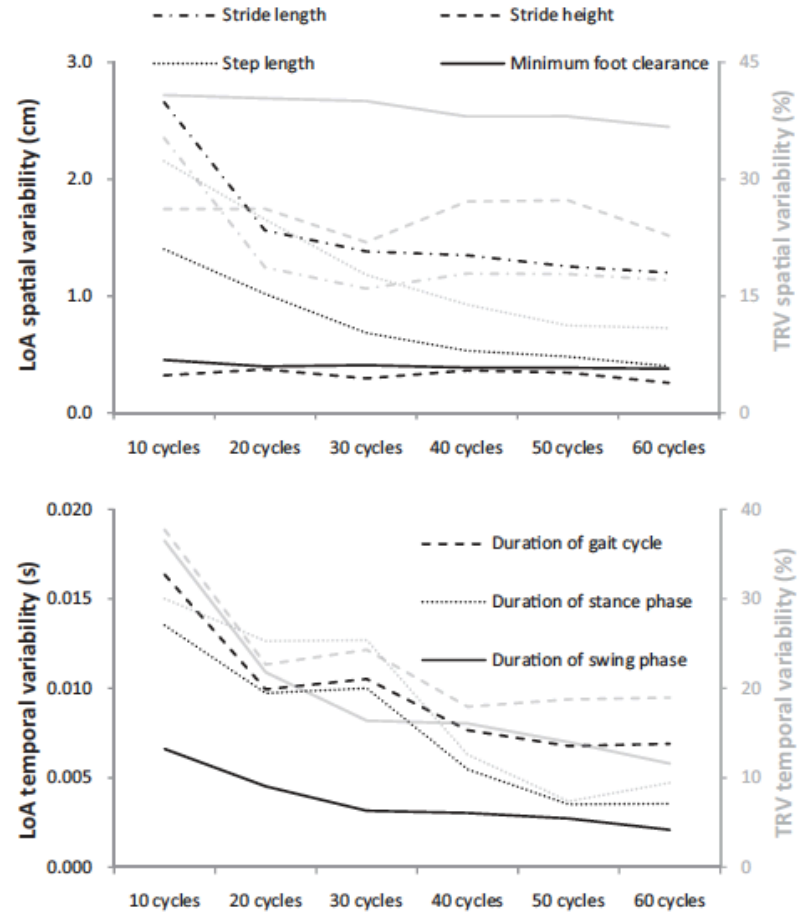 Stride length Stride height
Step length Minimum foot clearance
LoA spatial variability (cm)
3.0
2.0
1.0
0.0
TRV spatial variability (%)
45
30
15
0
10 cycles 20 cycles 30 cycles 40 cycles 50 cycles 60 cycles
LoA temporal variability (s)
0.020
0.015
0.010
0.005
0.000
Duration of gait cycle
Duration of stance phase
Duration of swing phase
TRV temporal variability (%)
40
30
20
10
0
10 cycles 20 cycles 30 cycles 40 cycles 50 cycles 60 cycles